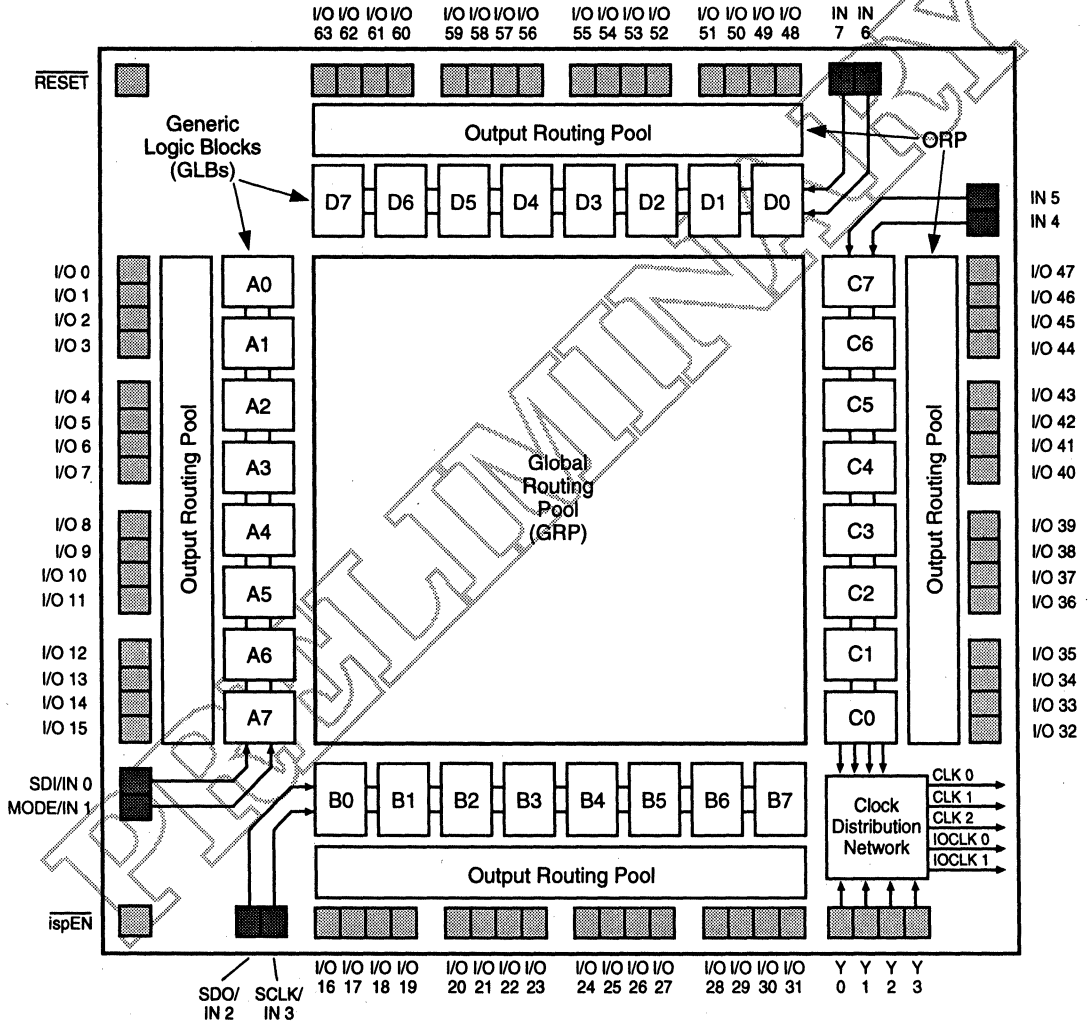 I/O I/O I/O I/O I/O I/O I/O I/O I/O I/O I/O I/O I/O I/O I/O I/O IN IN
63 62 61 60 59 58 57 56 55 54 53 52 51 50 49 48 7 6
RESET
Output Routing Pool
ORP
Generic
Logic Blocks
(GLBs)
D7 D6 D5 D4 D3 D2 D1 D0
IN 5
IN 4
I/O 0
I/O 1
I/O 2
I/O 3
I/O 4
I/O 5
I/O 6
I/O 7
I/O 8
I/O 9
I/O 10
I/O 11
I/O 12
I/O 13
I/O 14
I/O 15
Output Routing Pool
A0
A1
A2
A3
A4
A5
A6
A7
Global
Routing
Pool
(GRP)
C7
C6
C5
C4
C3
C2
C1
C0
Output Routing Pool
I/O 47
I/O 46
I/O 45
I/O 44
I/O 43
I/O 42
I/O 41
I/O 40
I/O 39
I/O 38
I/O 37
I/O 36
I/O 35
I/O 34
I/O 33
I/O 32
SDI/IN 0
MODE/IN 1
B0 B1 B2 B3 B4 B5 B6 B7
Clock
Distribution
Network
CLK 0
CLK 1
CLK 2
IOCLK 0
IOCLK 1
Output Routing Pool
ispEN
SDO/
IN 2
SCLK/
IN 3
I/O I/O I/O I/O I/O I/O I/O I/O I/O I/O I/O I/O I/O I/O I/O I/O Y Y Y Y
16 17 18 19 20 21 22 23 24 25 26 27 28 29 30 31 0 1 2 3
PRELIMINARY